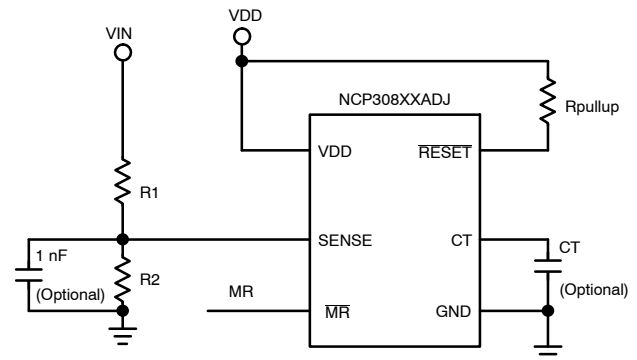 VDD
VIN
NCP308XXADJ
Rpullup
VDD
RESET
R1
SENSE
CT
CT
1 nF
(Optional)
R2
(Optional)
MR
MR
GND